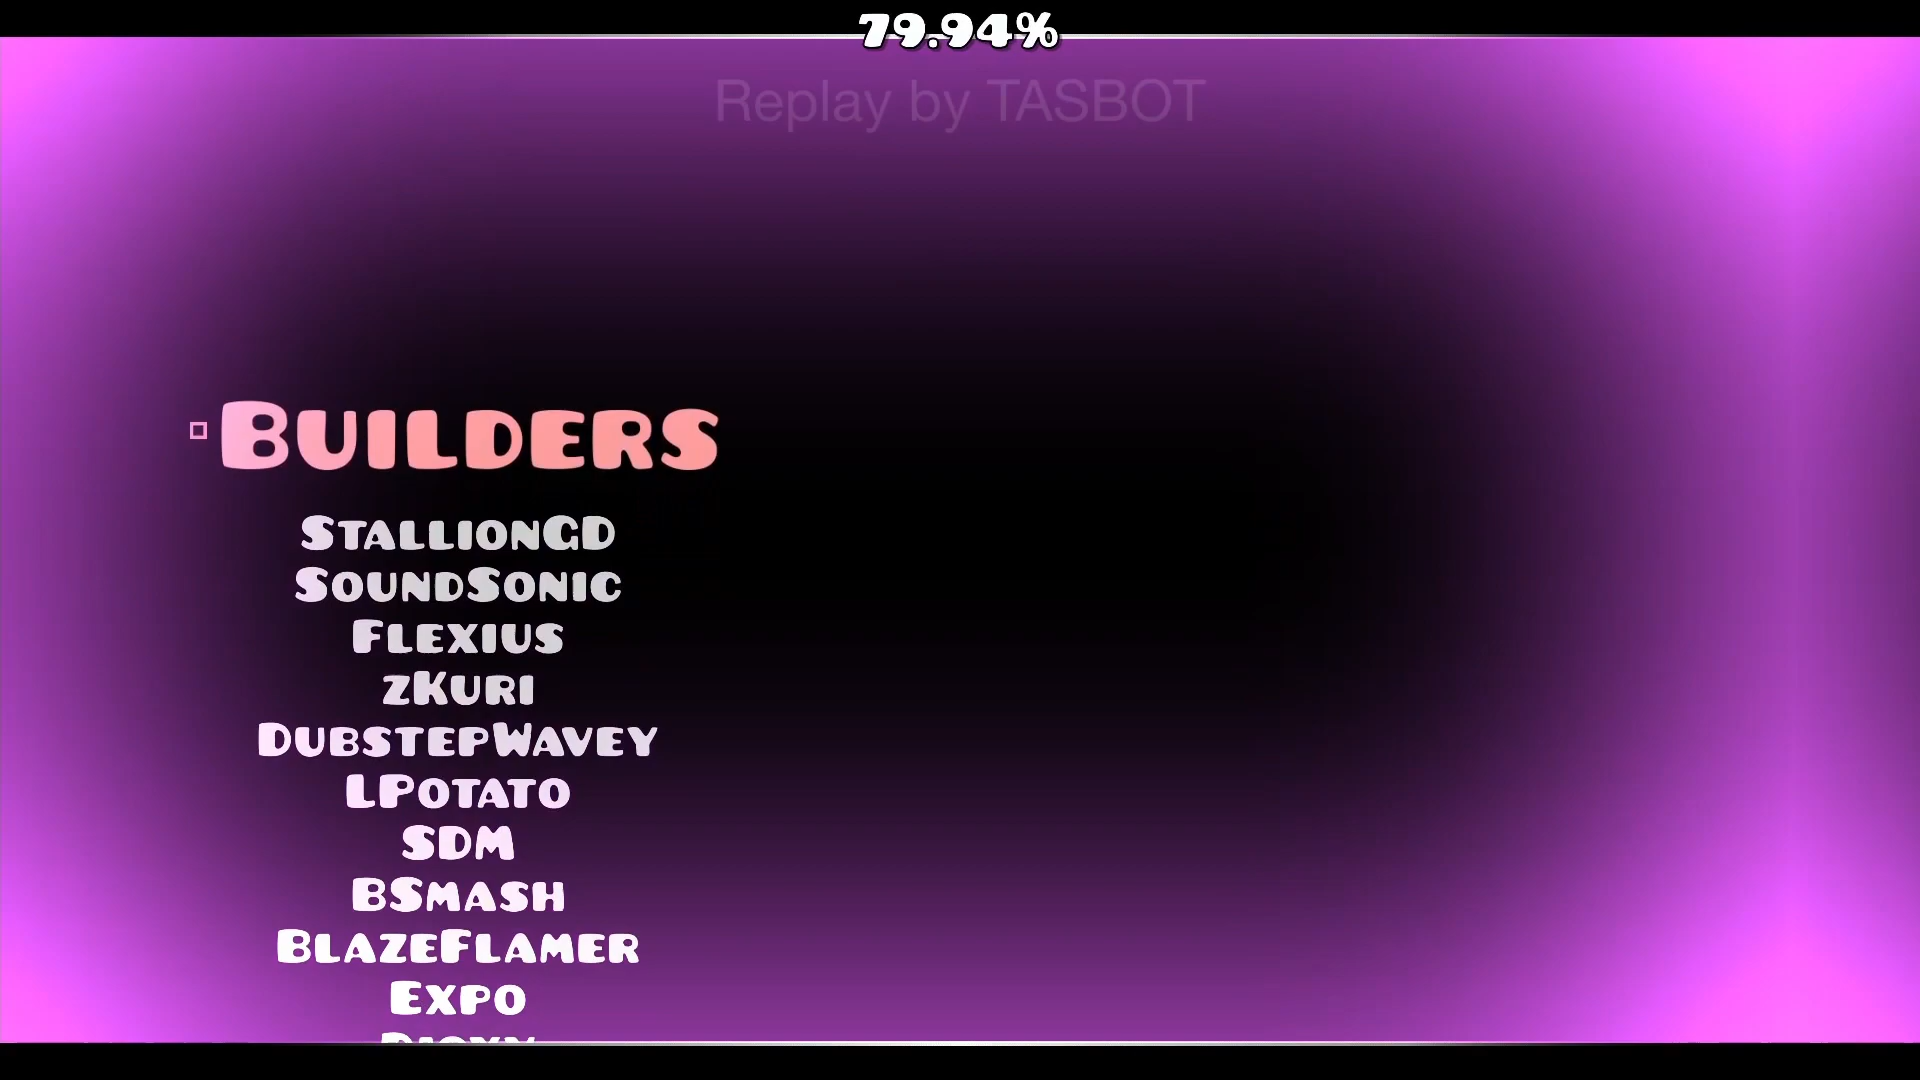 79.94%
Replay by TASBOT
Builders
StallionGD
SoundSonic
Flexius
zKuri
DubstepWavey
LPotato
SDM
BSmash
BlazeFlamer
Expo